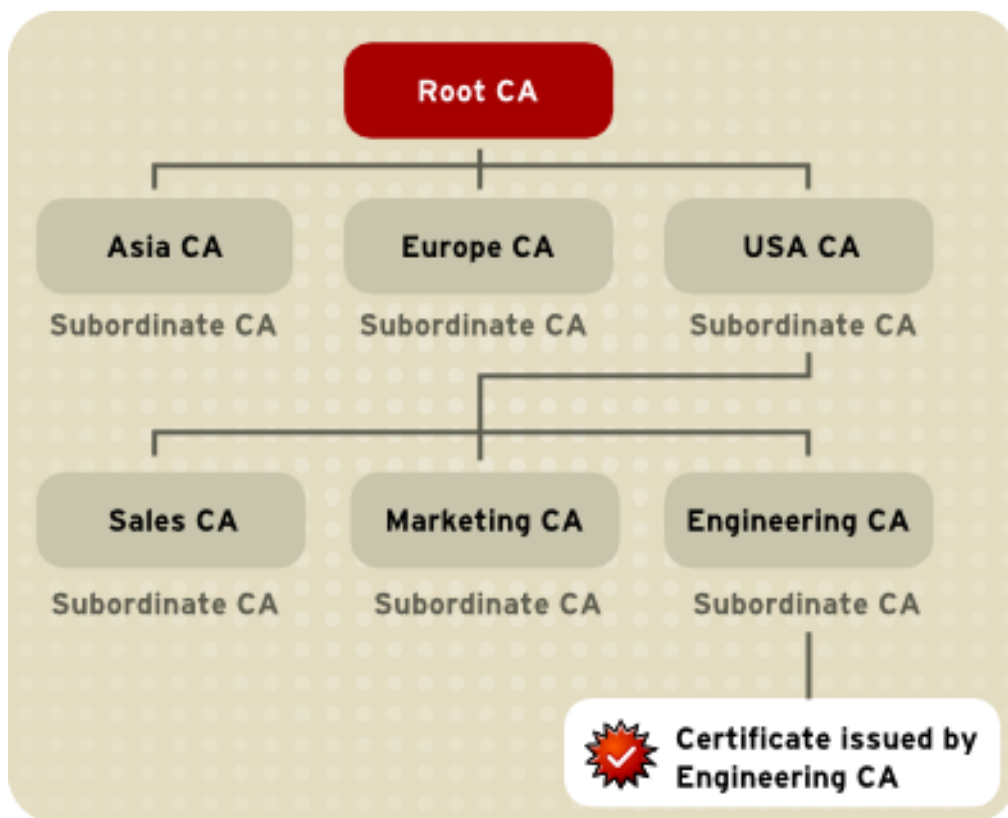 Root CA
Asia CA
Europe CA
USA CA
Subordinate CA
Subordinate CA
Subordinate CA
Sales CA
Marketing CA
Engineering CA
Subordinate CA
Subordinate CA
Subordinate CA
Certificate issued by
Engineering CA